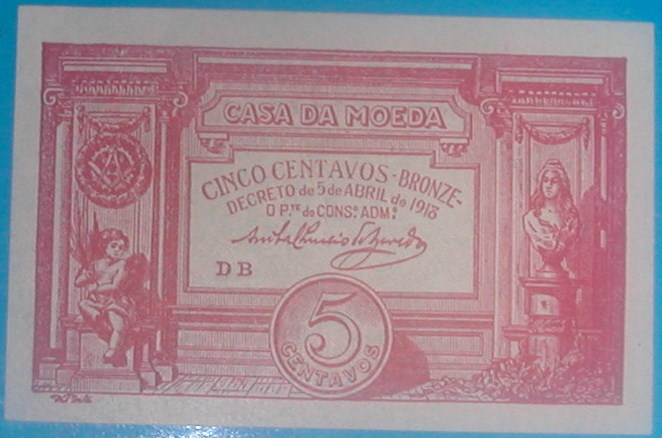 CASA DA MOEDA
CINCO CENTAVOS - BRONZE -
DECRETO de 5 de ABRIL de 1918
O P.TE do CONS.º ADM.º
DB
5
CENTAVOS